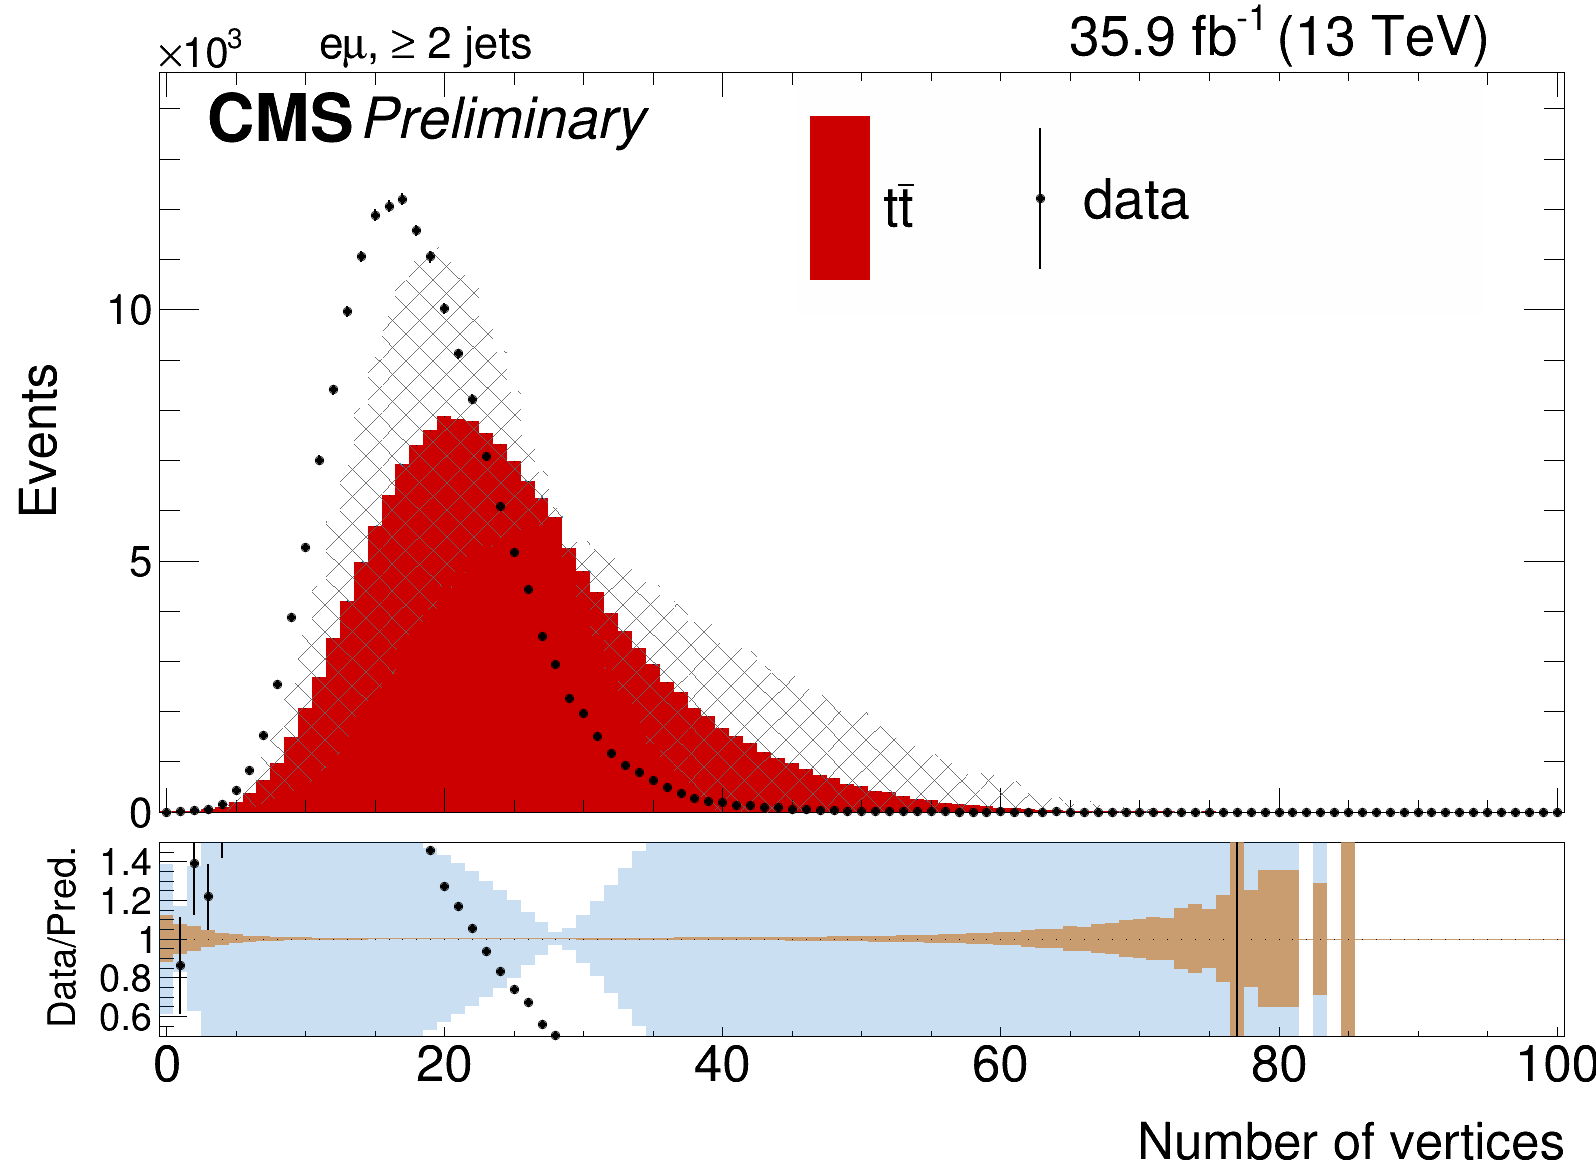 ×10³ eμ, ≥ 2 jets 35.9 fb⁻¹ (13 TeV)
CMS Preliminary
tt̄ data
10
5
0
Events
1.4
1.2
1
0.8
0.6
Data/Pred.
0 20 40 60 80 100
Number of vertices